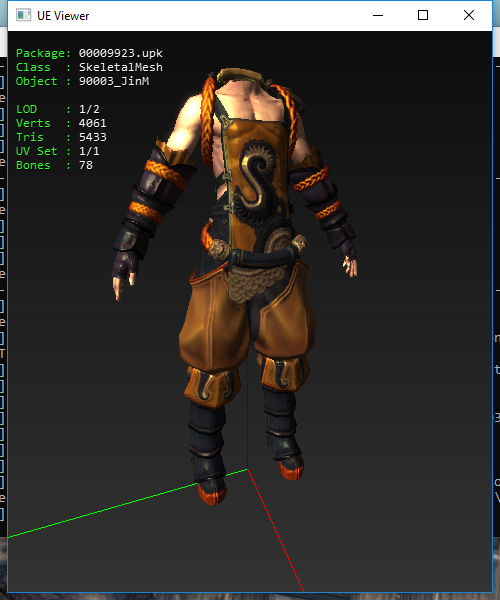 UE Viewer
Package: 00009923.upk
Class : SkeletalMesh
Object : 90003_JinM
LOD : 1/2
Verts : 4061
Tris : 5433
UV Set : 1/1
Bones : 78